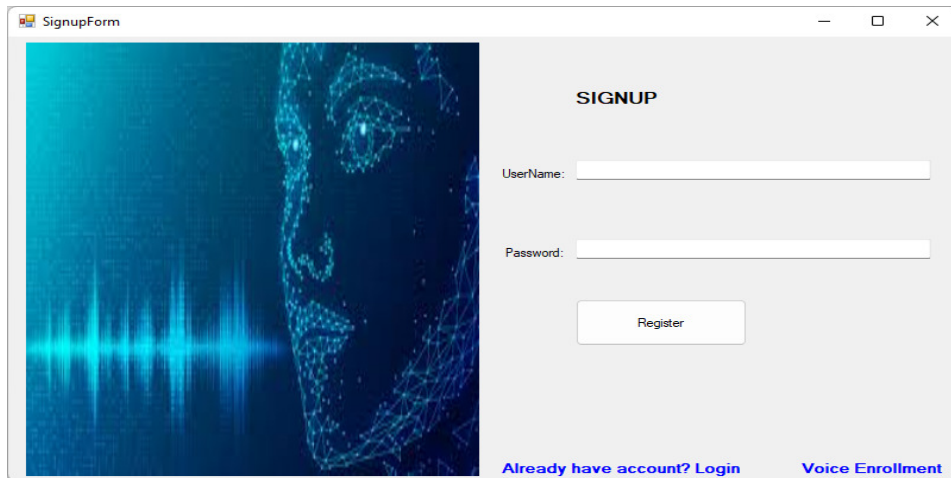 SignupForm
SIGNUP
UserName:
Password:
Register
Already have account? Login
Voice Enrollment